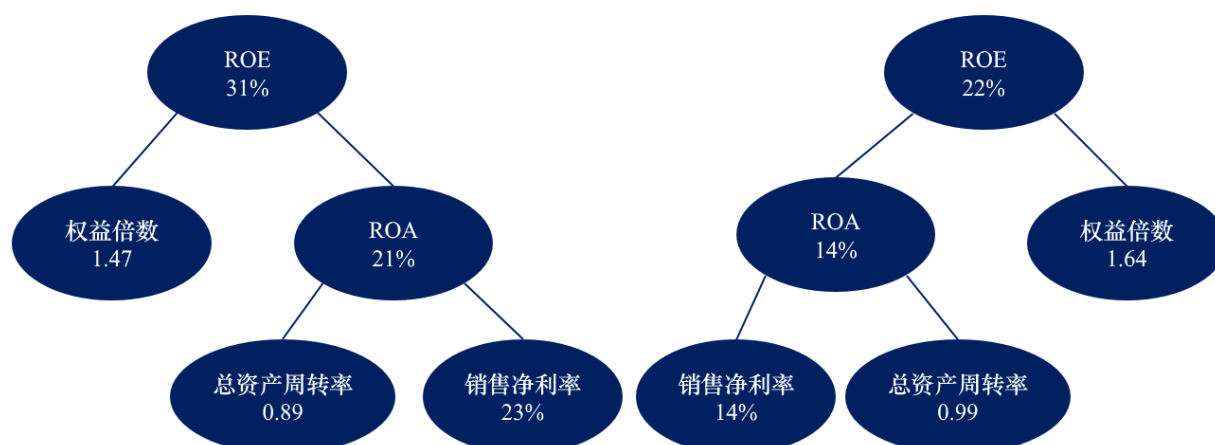 ROE
31%
ROE
22%
权益倍数
1.47
ROA
21%
ROA
14%
权益倍数
1.64
总资产周转率
0.89
销售净利率
23%
销售净利率
14%
总资产周转率
0.99